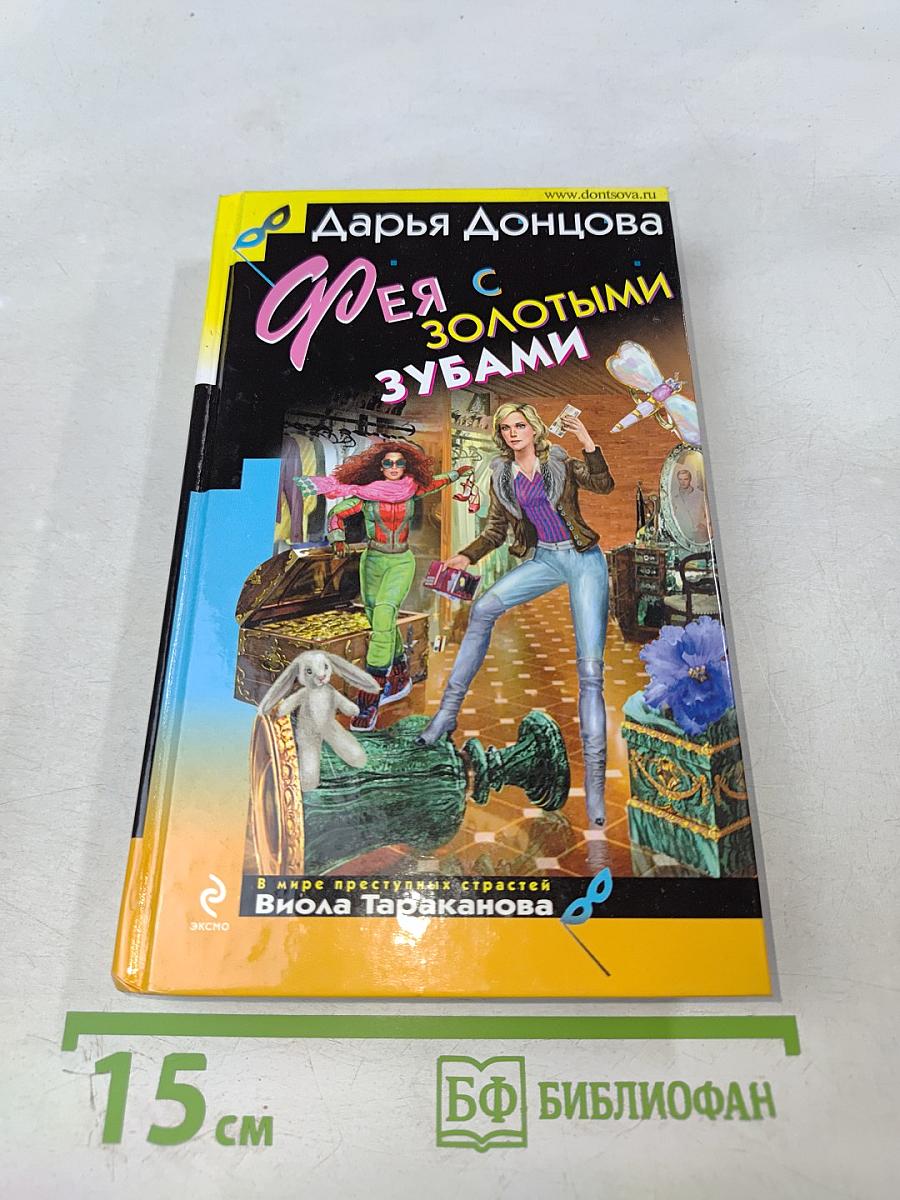 www.dontsova.ru
Дарья Донцова
Фея с
золотыми
зубами
В мире преступных страстей
Виола Тараканова
ЭКСМО
15 см
БФ БИБЛИОФАН